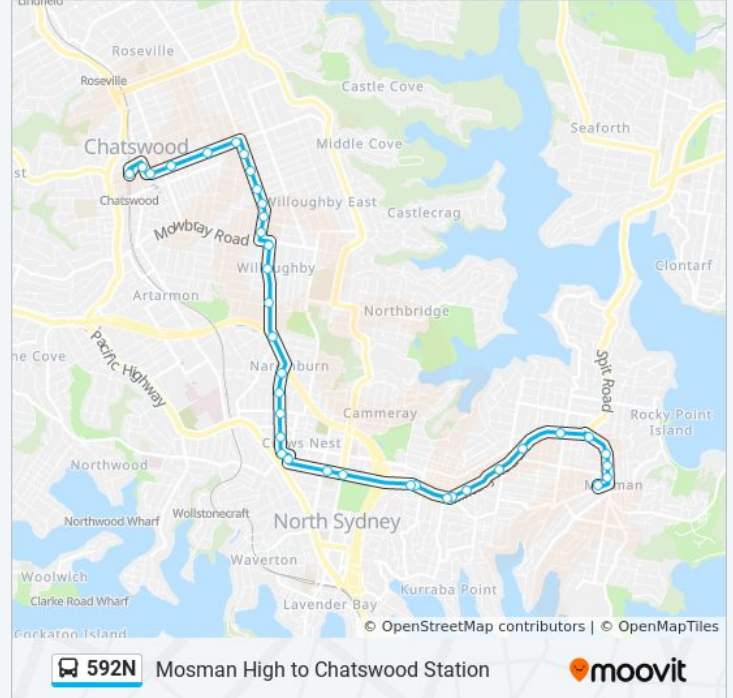 Lindfield
Roseville
Roseville
Castle Cove
Seaforth
Chatswood
Middle Cove
st
Chatswood
Willoughby East
Castlecrag
Mowbray Road
Willoughby
Clontarf
Artarmon
Northbridge
ne Cove
Pacific Highway
Naremburn
Spit Road
Cammeray
Rocky Point
Island
Crows Nest
Northwood
Mosman
Northwood Wharf
Wollstonecraft
North Sydney
Waverton
Woolwich
Kurraba Point
Clarke Road Wharf
Lavender Bay
Cockatoo Island
© OpenStreetMap contributors | © OpenMapTiles
592N
Mosman High to Chatswood Station
moovit